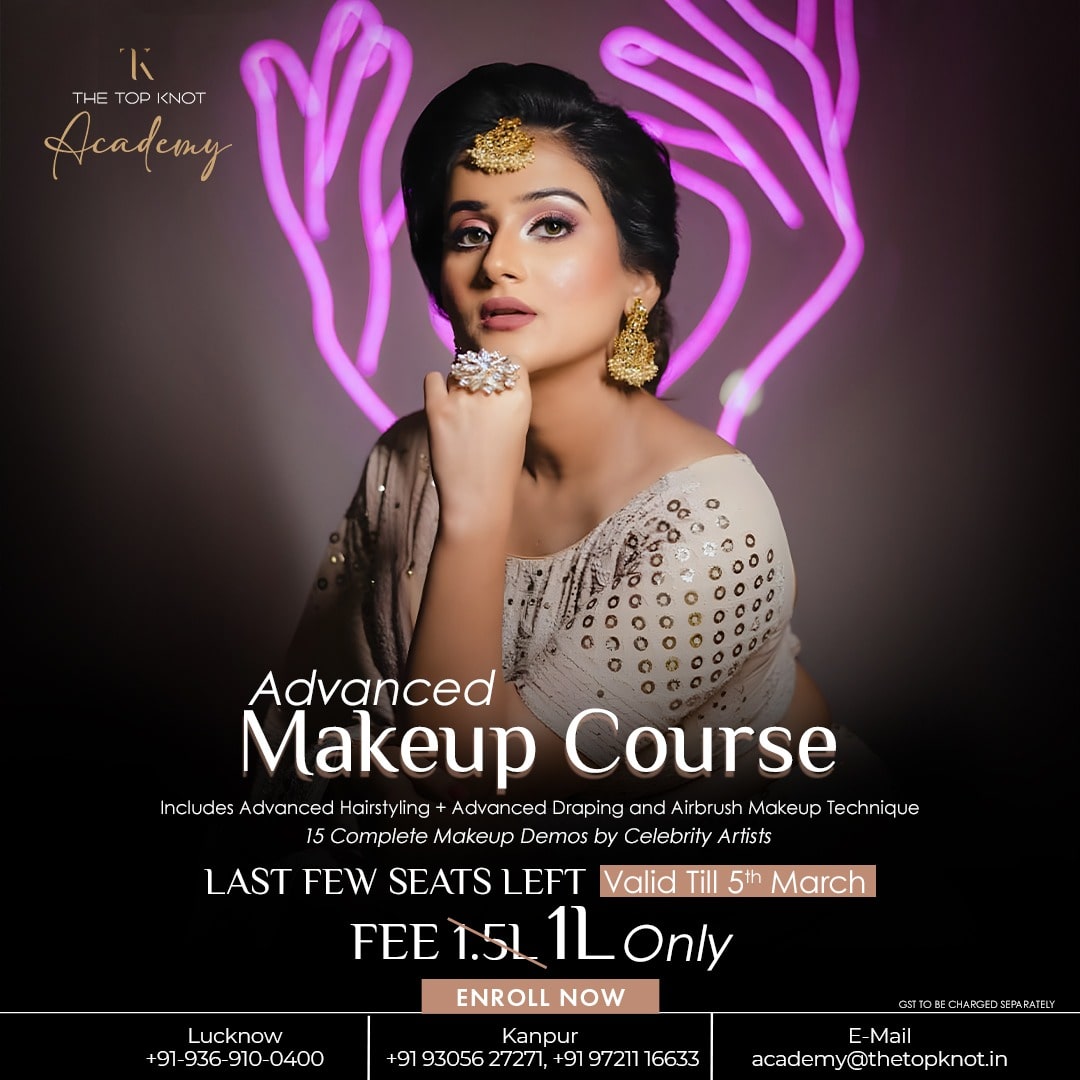 TK
THE TOP KNOT
Academy
Advanced
Makeup Course
Includes Advanced Hairstyling + Advanced Draping and Airbrush Makeup Technique
15 Complete Makeup Demos by Celebrity Artists
LAST FEW SEATS LEFT Valid Till 5th March
FEE 1.5L 1L Only
ENROLL NOW
GST TO BE CHARGED SEPARATELY
Lucknow
+91-936-910-0400
Kanpur
+91 93056 27271, +91 97211 16633
E-Mail
academy@thetopknot.in